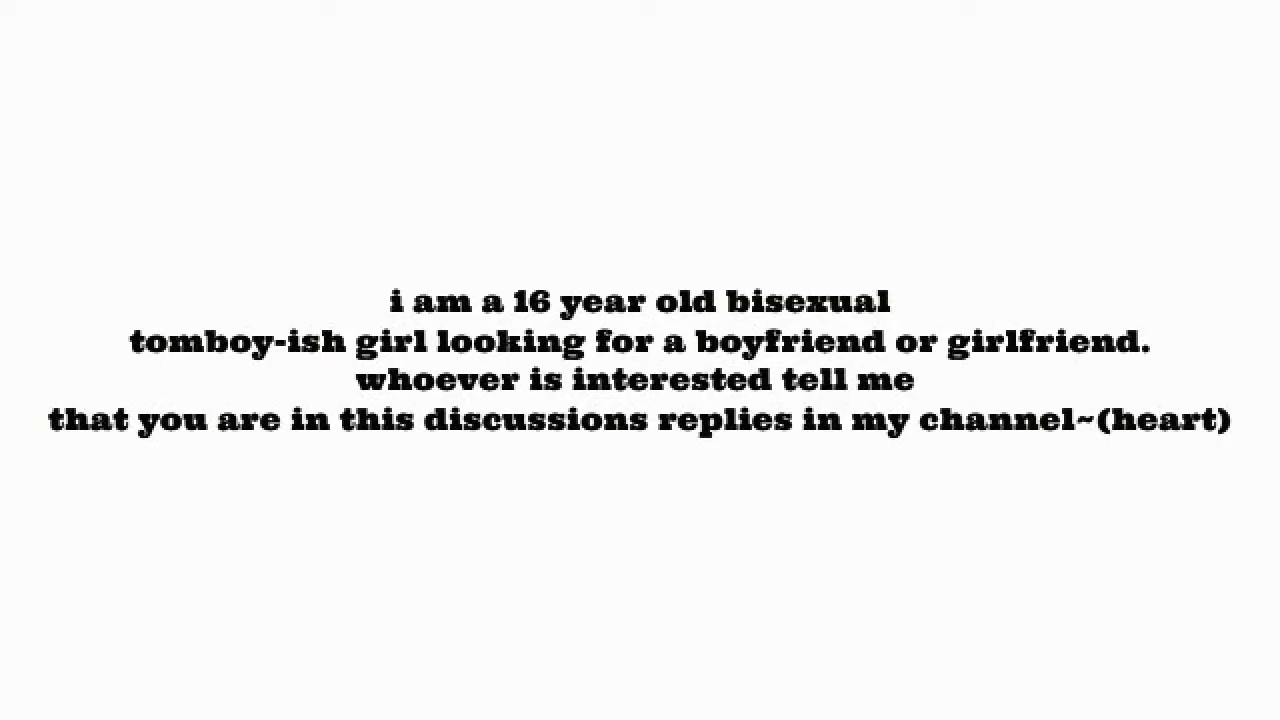 i am a 16 year old bisexual
tomboy-ish girl looking for a boyfriend or girlfriend.
whoever is interested tell me
that you are in this discussions replies in my channel~(heart)